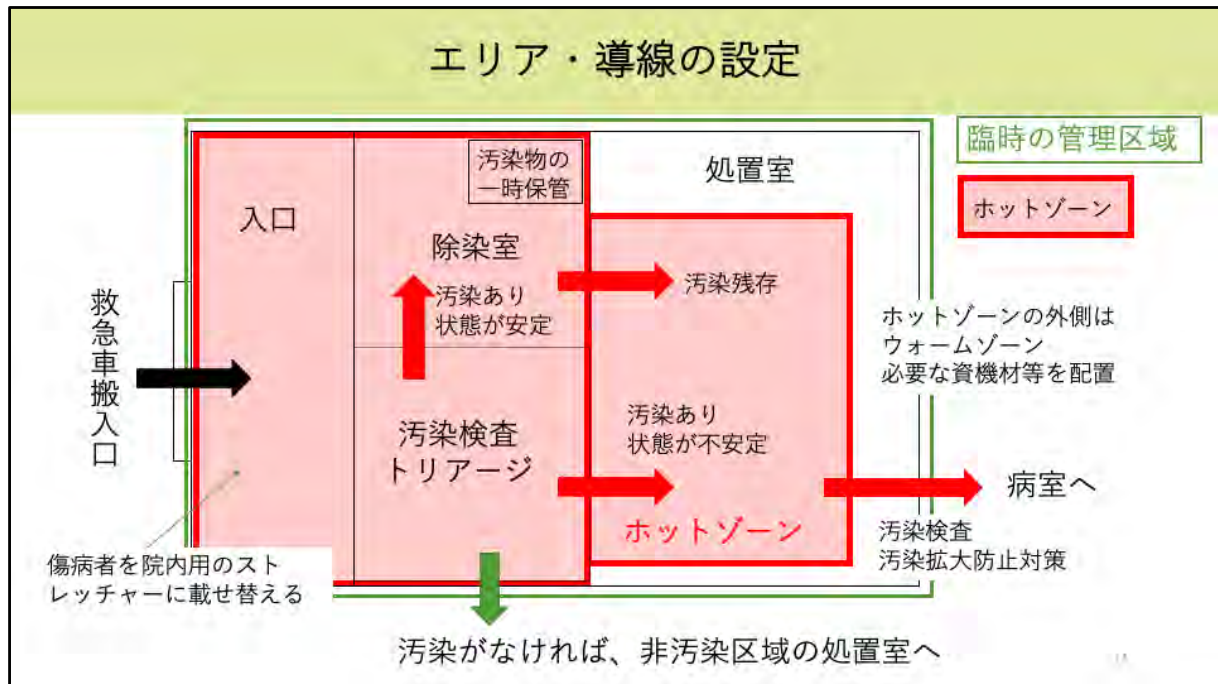 エリア・導線の設定
臨時の管理区域
ホットゾーン
汚染物の
一時保管
処置室
入口
除染室
汚染あり
状態が安定
汚染残存
救急車搬入口
ホットゾーンの外側は
ウォームゾーン
必要な資機材等を配置
汚染検査
トリアージ
汚染あり
状態が不安定
ホットゾーン
病室へ
汚染検査
汚染拡大防止対策
傷病者を院内用のスト
レッチャーに載せ替える
汚染がなければ、非汚染区域の処置室へ